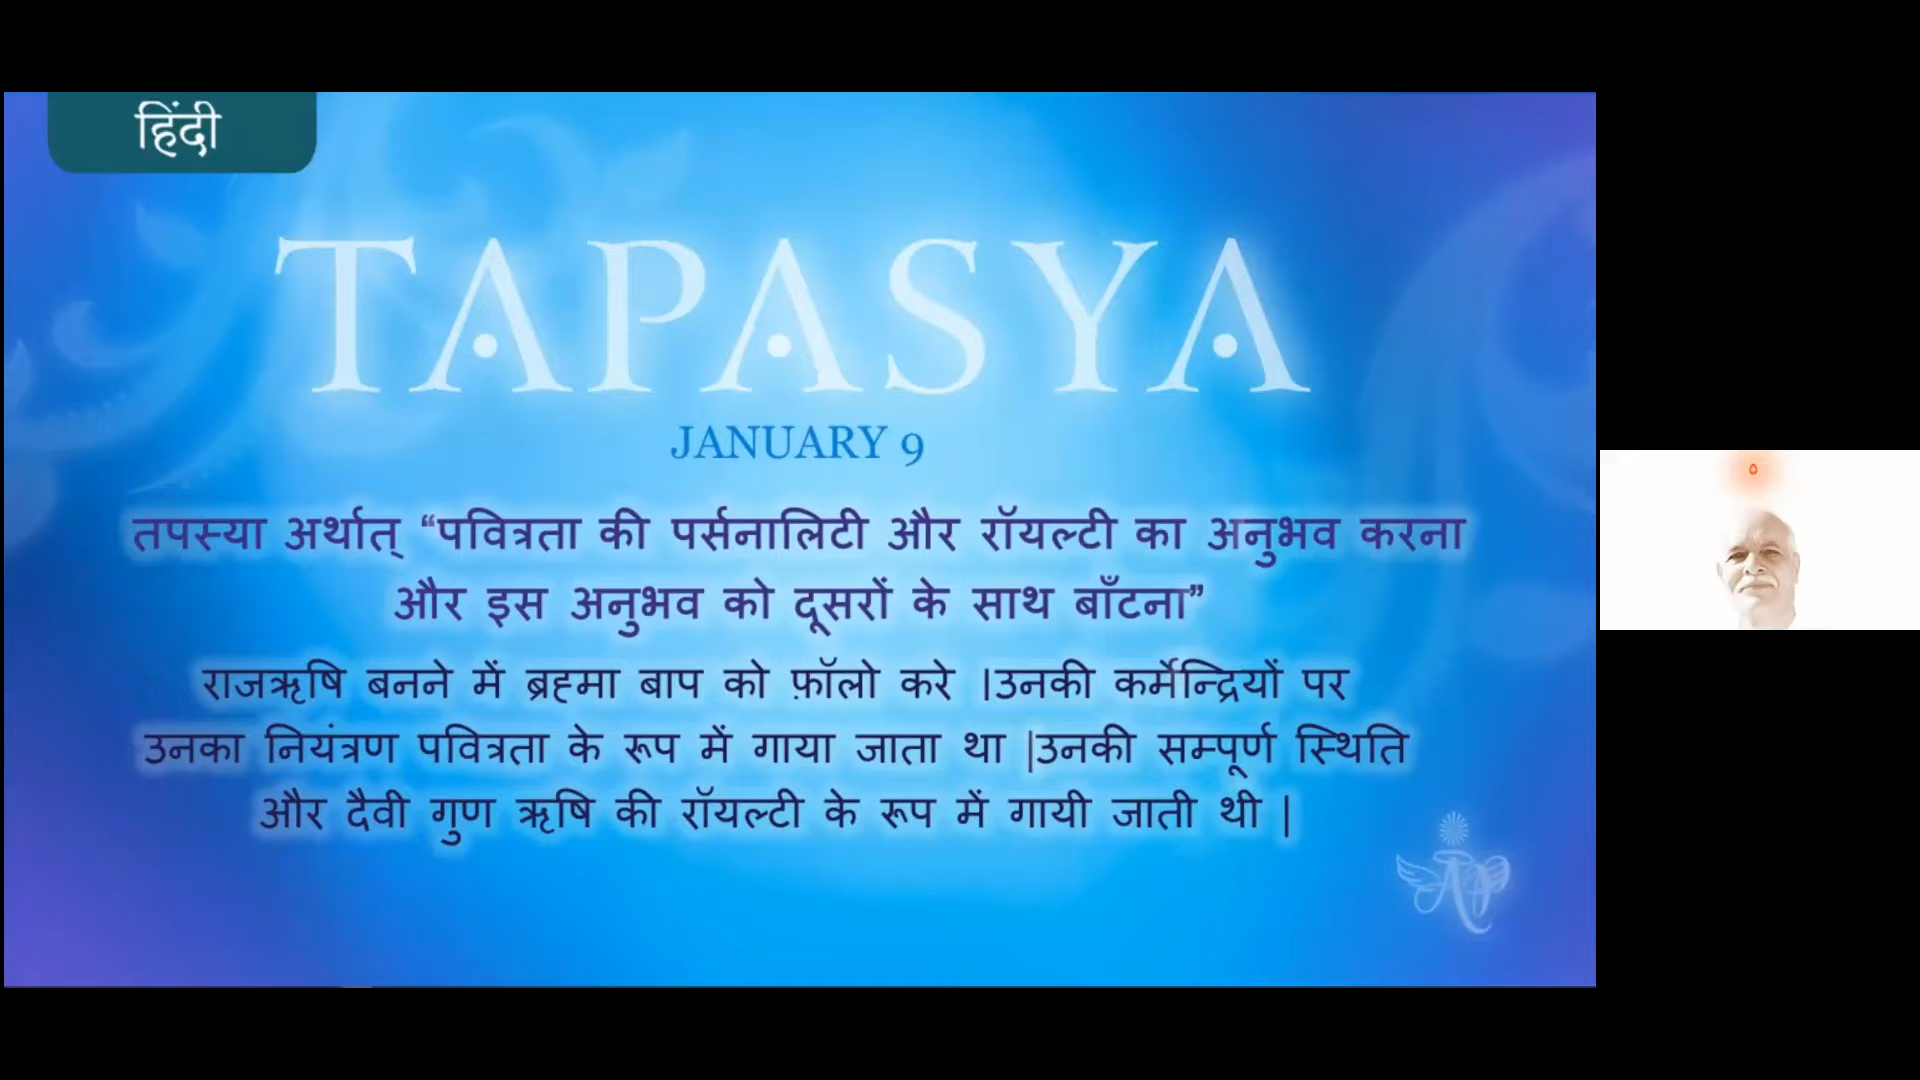 हिंदी
TAPASYA
JANUARY 9
तपस्या अर्थात् “पवित्रता की पर्सनालिटी और रॉयल्टी का अनुभव करना
और इस अनुभव को दूसरों के साथ बाँटना”
राजऋषि बनने में ब्रह्मा बाप को फ़ॉलो करे ।उनकी कर्मेन्द्रियों पर
उनका नियंत्रण पवित्रता के रूप में गाया जाता था |उनकी सम्पूर्ण स्थिति
और दैवी गुण ऋषि की रॉयल्टी के रूप में गायी जाती थी |